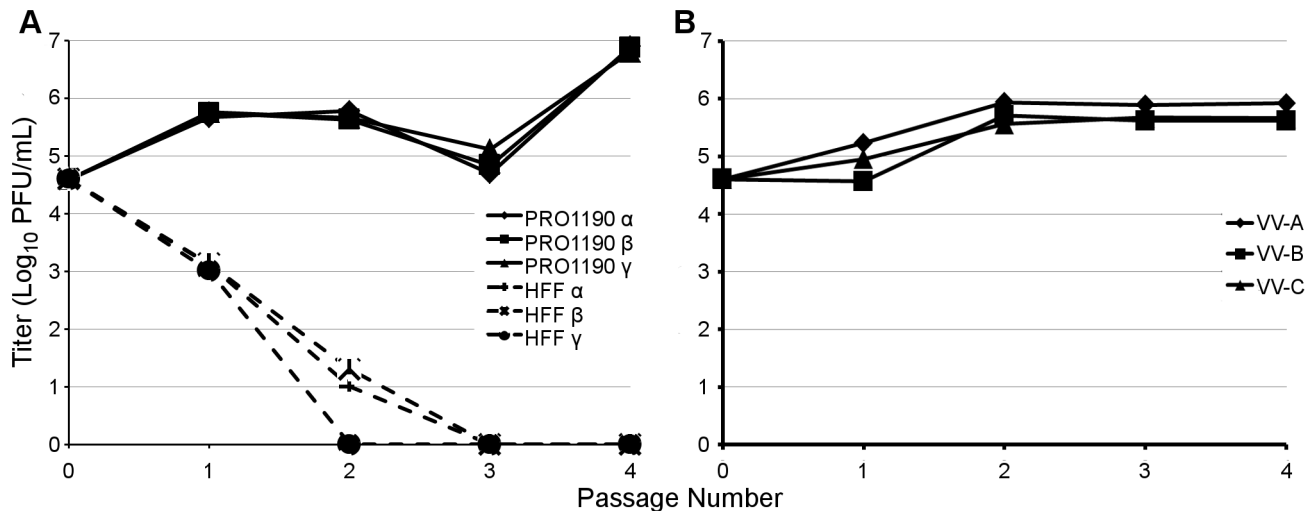 A
7
6
5
4
3
2
1
0
0 1 2 3 4
Titer (Log10 PFU/mL)
PRO1190 α
PRO1190 β
PRO1190 γ
HFF α
HFF β
HFF γ
B
7
6
5
4
3
2
1
0
0 1 2 3 4
VV-A
VV-B
VV-C
Passage Number